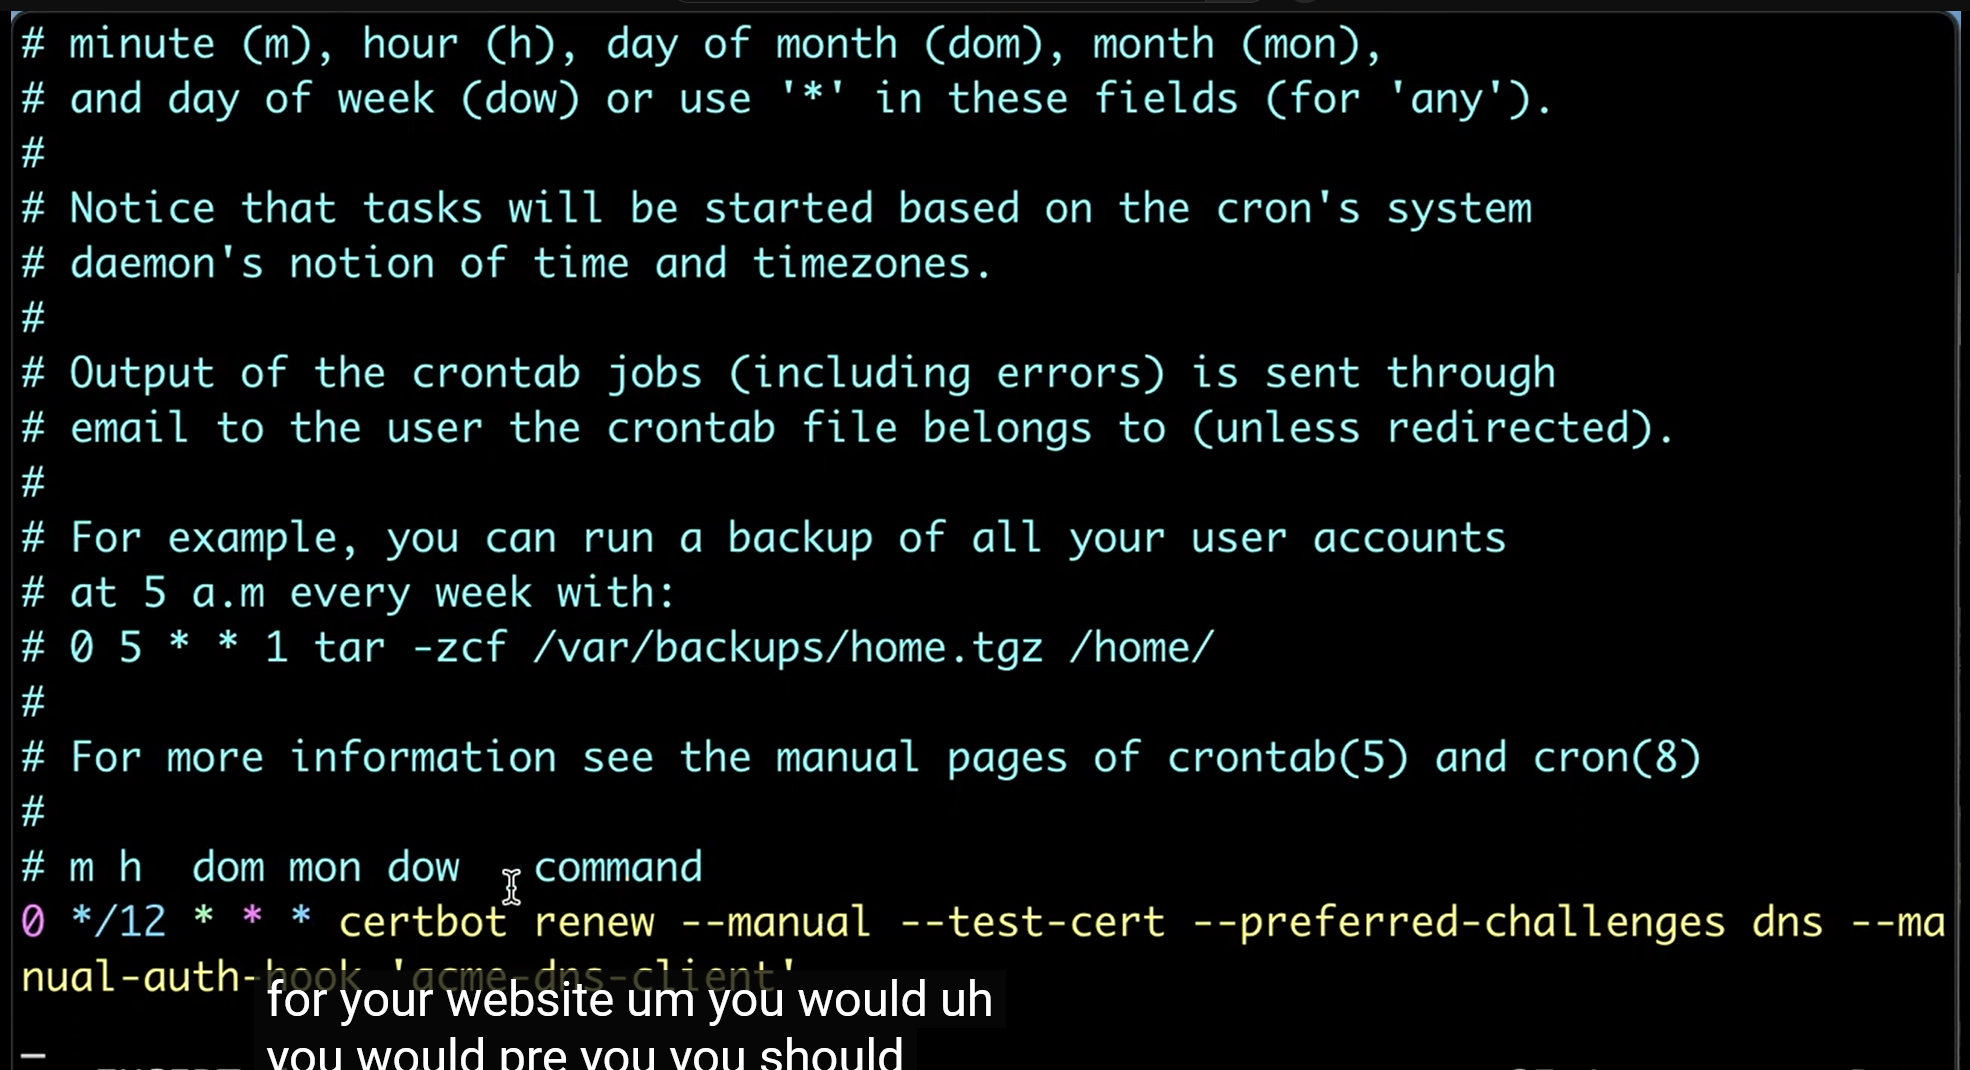 # minute (m), hour (h), day of month (dom), month (mon),
# and day of week (dow) or use '*' in these fields (for 'any').
#
# Notice that tasks will be started based on the cron's system
# daemon's notion of time and timezones.
#
# Output of the crontab jobs (including errors) is sent through
# email to the user the crontab file belongs to (unless redirected).
#
# For example, you can run a backup of all your user accounts
# at 5 a.m every week with:
# 0 5 * * 1 tar -zcf /var/backups/home.tgz /home/
#
# For more information see the manual pages of crontab(5) and cron(8)
#
# m h  dom mon dow   command
0 */12 * * * certbot renew --manual --test-cert --preferred-challenges dns --ma
nual-auth-hook 'acme-dns-client'
for your website um you would uh
you would pre you you should